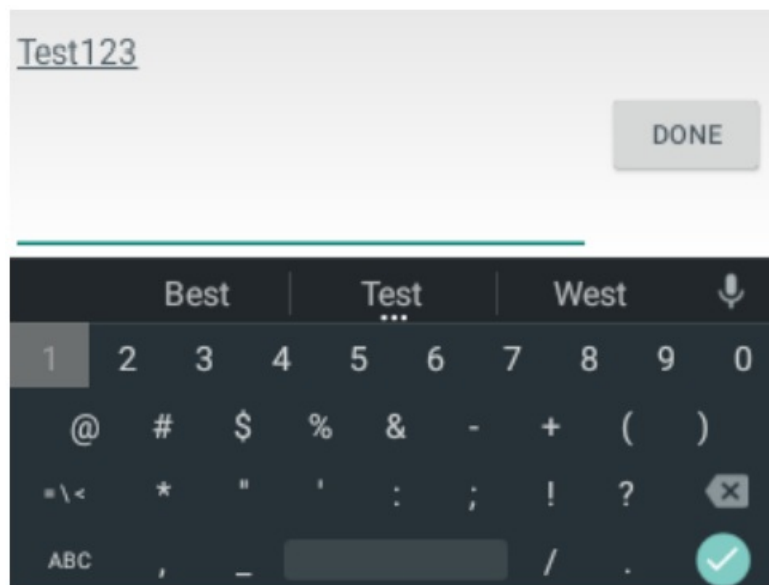 Test123
DONE
Best Test West
1 2 3 4 5 6 7 8 9 0
@ # $ % & - + ( )
= \ < * " ' : ; ! ?
ABC , _ / .